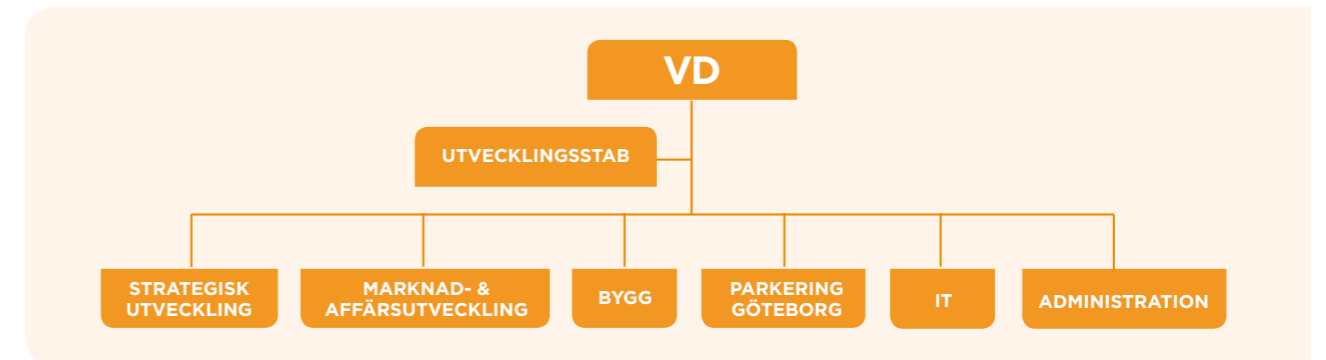 VD
UTVECKLINGSSTAB
STRATEGISK
UTVECKLING
MARKNAD- &
AFFÄRSUTVECKLING
BYGG
PARKERING
GÖTEBORG
IT
ADMINISTRATION